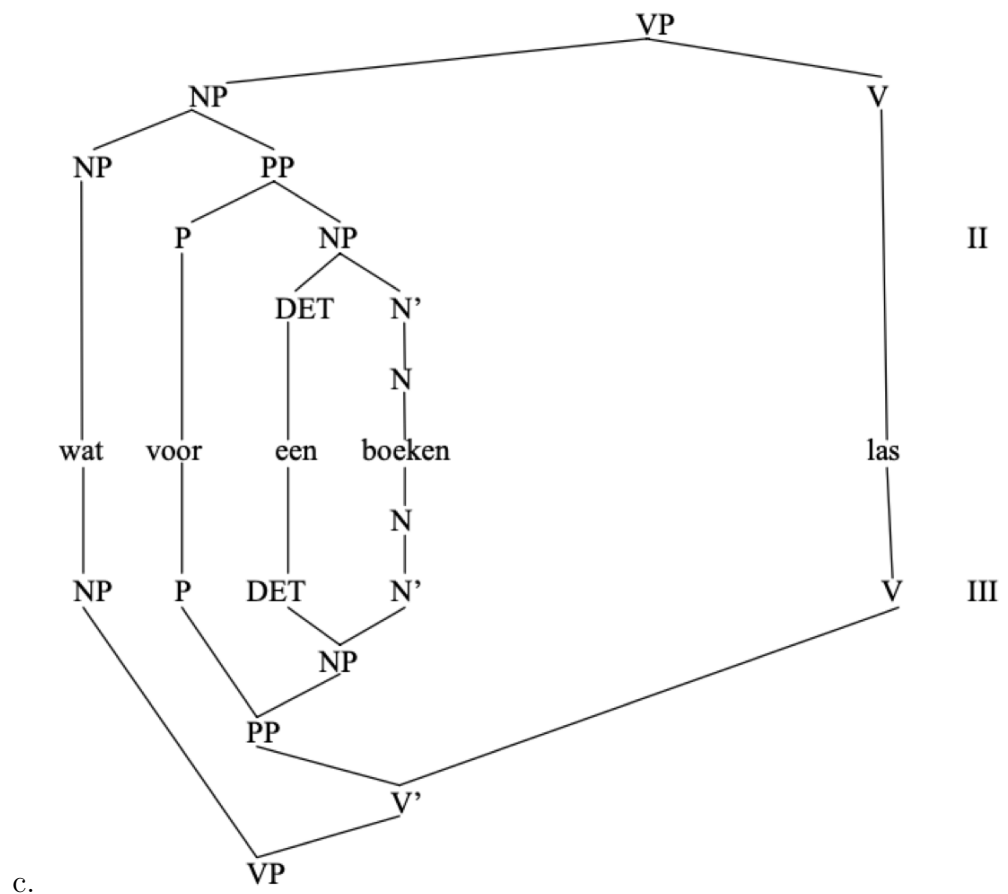 VP
NP V
NP PP
P NP II
DET N’
N
wat voor een boeken las
N
NP P DET N’ V III
NP
PP
V’
VP
c.